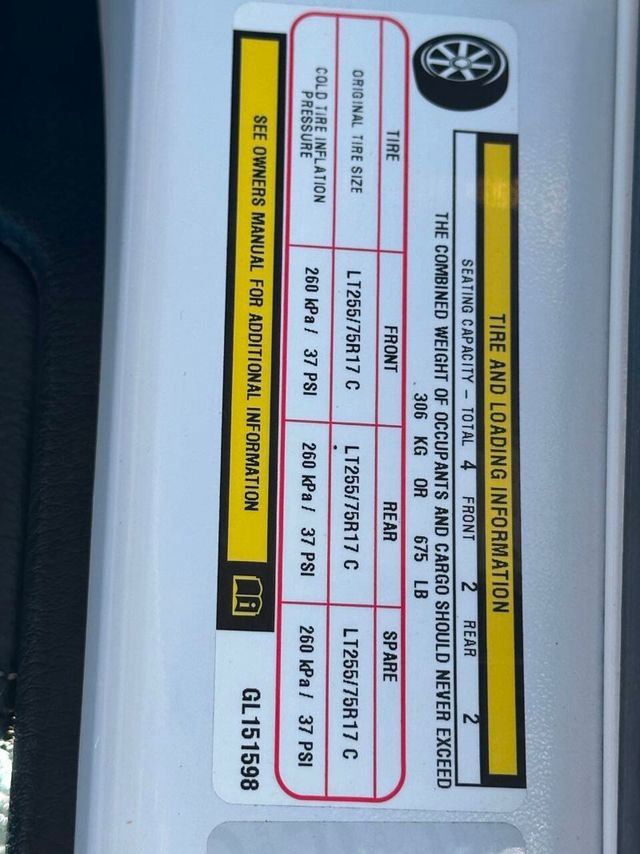 TIRE AND LOADING INFORMATION
SEATING CAPACITY – TOTAL 4 FRONT 2 REAR 2
THE COMBINED WEIGHT OF OCCUPANTS AND CARGO SHOULD NEVER EXCEED
306 KG OR 675 LB
TIRE FRONT REAR SPARE
ORIGINAL TIRE SIZE LT255/75R17 C LT255/75R17 C LT255/75R17 C
COLD TIRE INFLATION
PRESSURE 260 kPa / 37 PSI 260 kPa / 37 PSI 260 kPa / 37 PSI
SEE OWNERS MANUAL FOR ADDITIONAL INFORMATION
GL151598